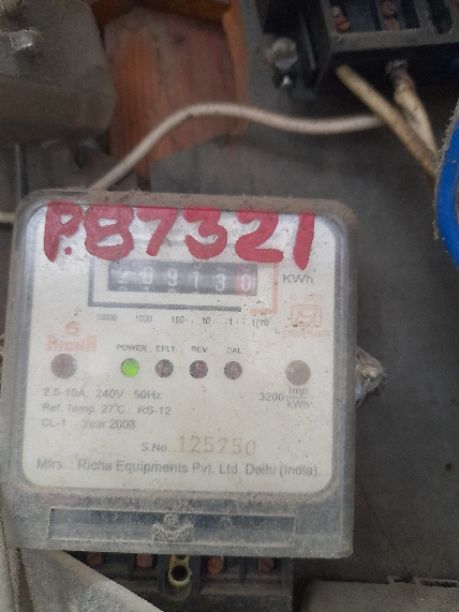 P.87321
KWh
10000 1000 100 10 1 1/10
RICHA
POWER EFLT REV CAL
2.5-10A, 240V 50Hz
Ref. Temp. 27°C RS-12
3200 Imp/KWh
CL-1 Year 2008
S.No. 125750
Mfrs. : Richa Equipments Pvt. Ltd. Delhi (India).